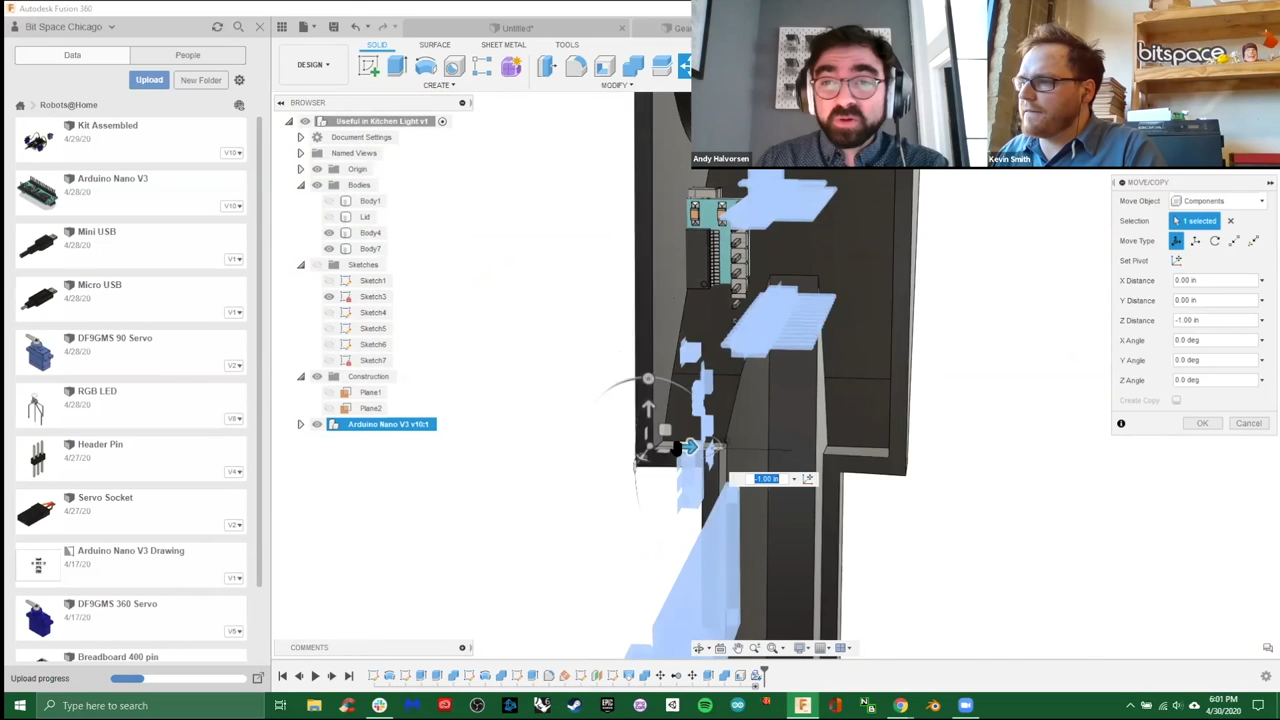 Autodesk Fusion 360
Bit Space Chicago
Data
People
Upload
New Folder
Robots@Home
Kit Assembled
4/29/20
V10
Arduino Nano V3
4/28/20
V10
Mini USB
4/28/20
V1
Micro USB
4/28/20
V1
DF9GMS 90 Servo
4/28/20
V2
RGB LED
4/28/20
V8
Header Pin
4/27/20
V4
Servo Socket
4/27/20
V2
Arduino Nano V3 Drawing
4/17/20
V1
DF9GMS 360 Servo
4/17/20
V5
Breadboard 400 pin
Upload progress
Untitled*
DESIGN
SOLID
SURFACE
SHEET METAL
TOOLS
CREATE
MODIFY
BROWSER
Useful in Kitchen Light v1
Document Settings
Named Views
Origin
Bodies
Body1
Lid
Body4
Body7
Sketches
Sketch1
Sketch3
Sketch4
Sketch5
Sketch6
Sketch7
Construction
Plane1
Plane2
Arduino Nano V3 v10:1
COMMENTS
-1.00 in
bitspace
Andy Halvorsen
Kevin Smith
MOVE/COPY
Move Object
Components
Selection
1 selected
Move Type
Set Pivot
X Distance
0.00 in
Y Distance
0.00 in
Z Distance
-1.00 in
X Angle
0.0 deg
Y Angle
0.0 deg
Z Angle
0.0 deg
Create Copy
OK
Cancel
Type here to search
6:01 PM
4/30/2020